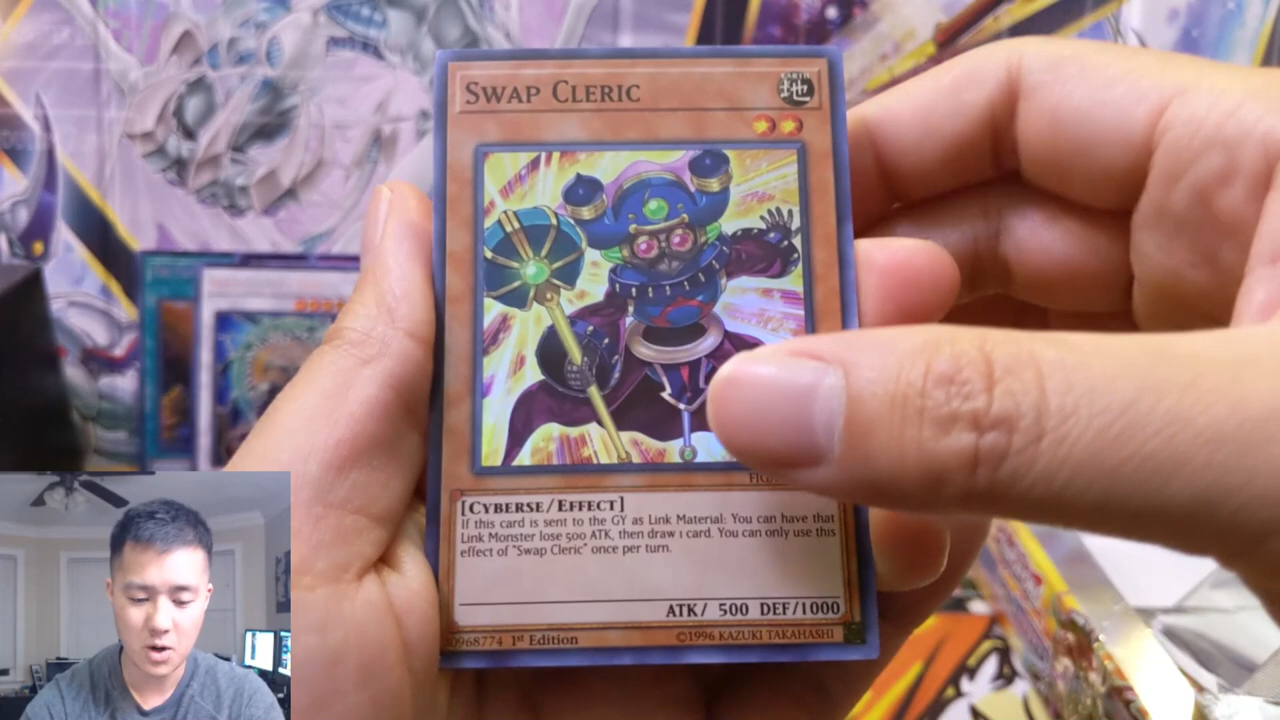 SWAP CLERIC
EARTH
地
[CYBERSE/EFFECT]
If this card is sent to the GY as Link Material: You can have that
Link Monster lose 500 ATK, then draw 1 card. You can only use this
effect of "Swap Cleric" once per turn.
ATK/ 500 DEF/1000
0968774 1st Edition
©1996 KAZUKI TAKAHASHI